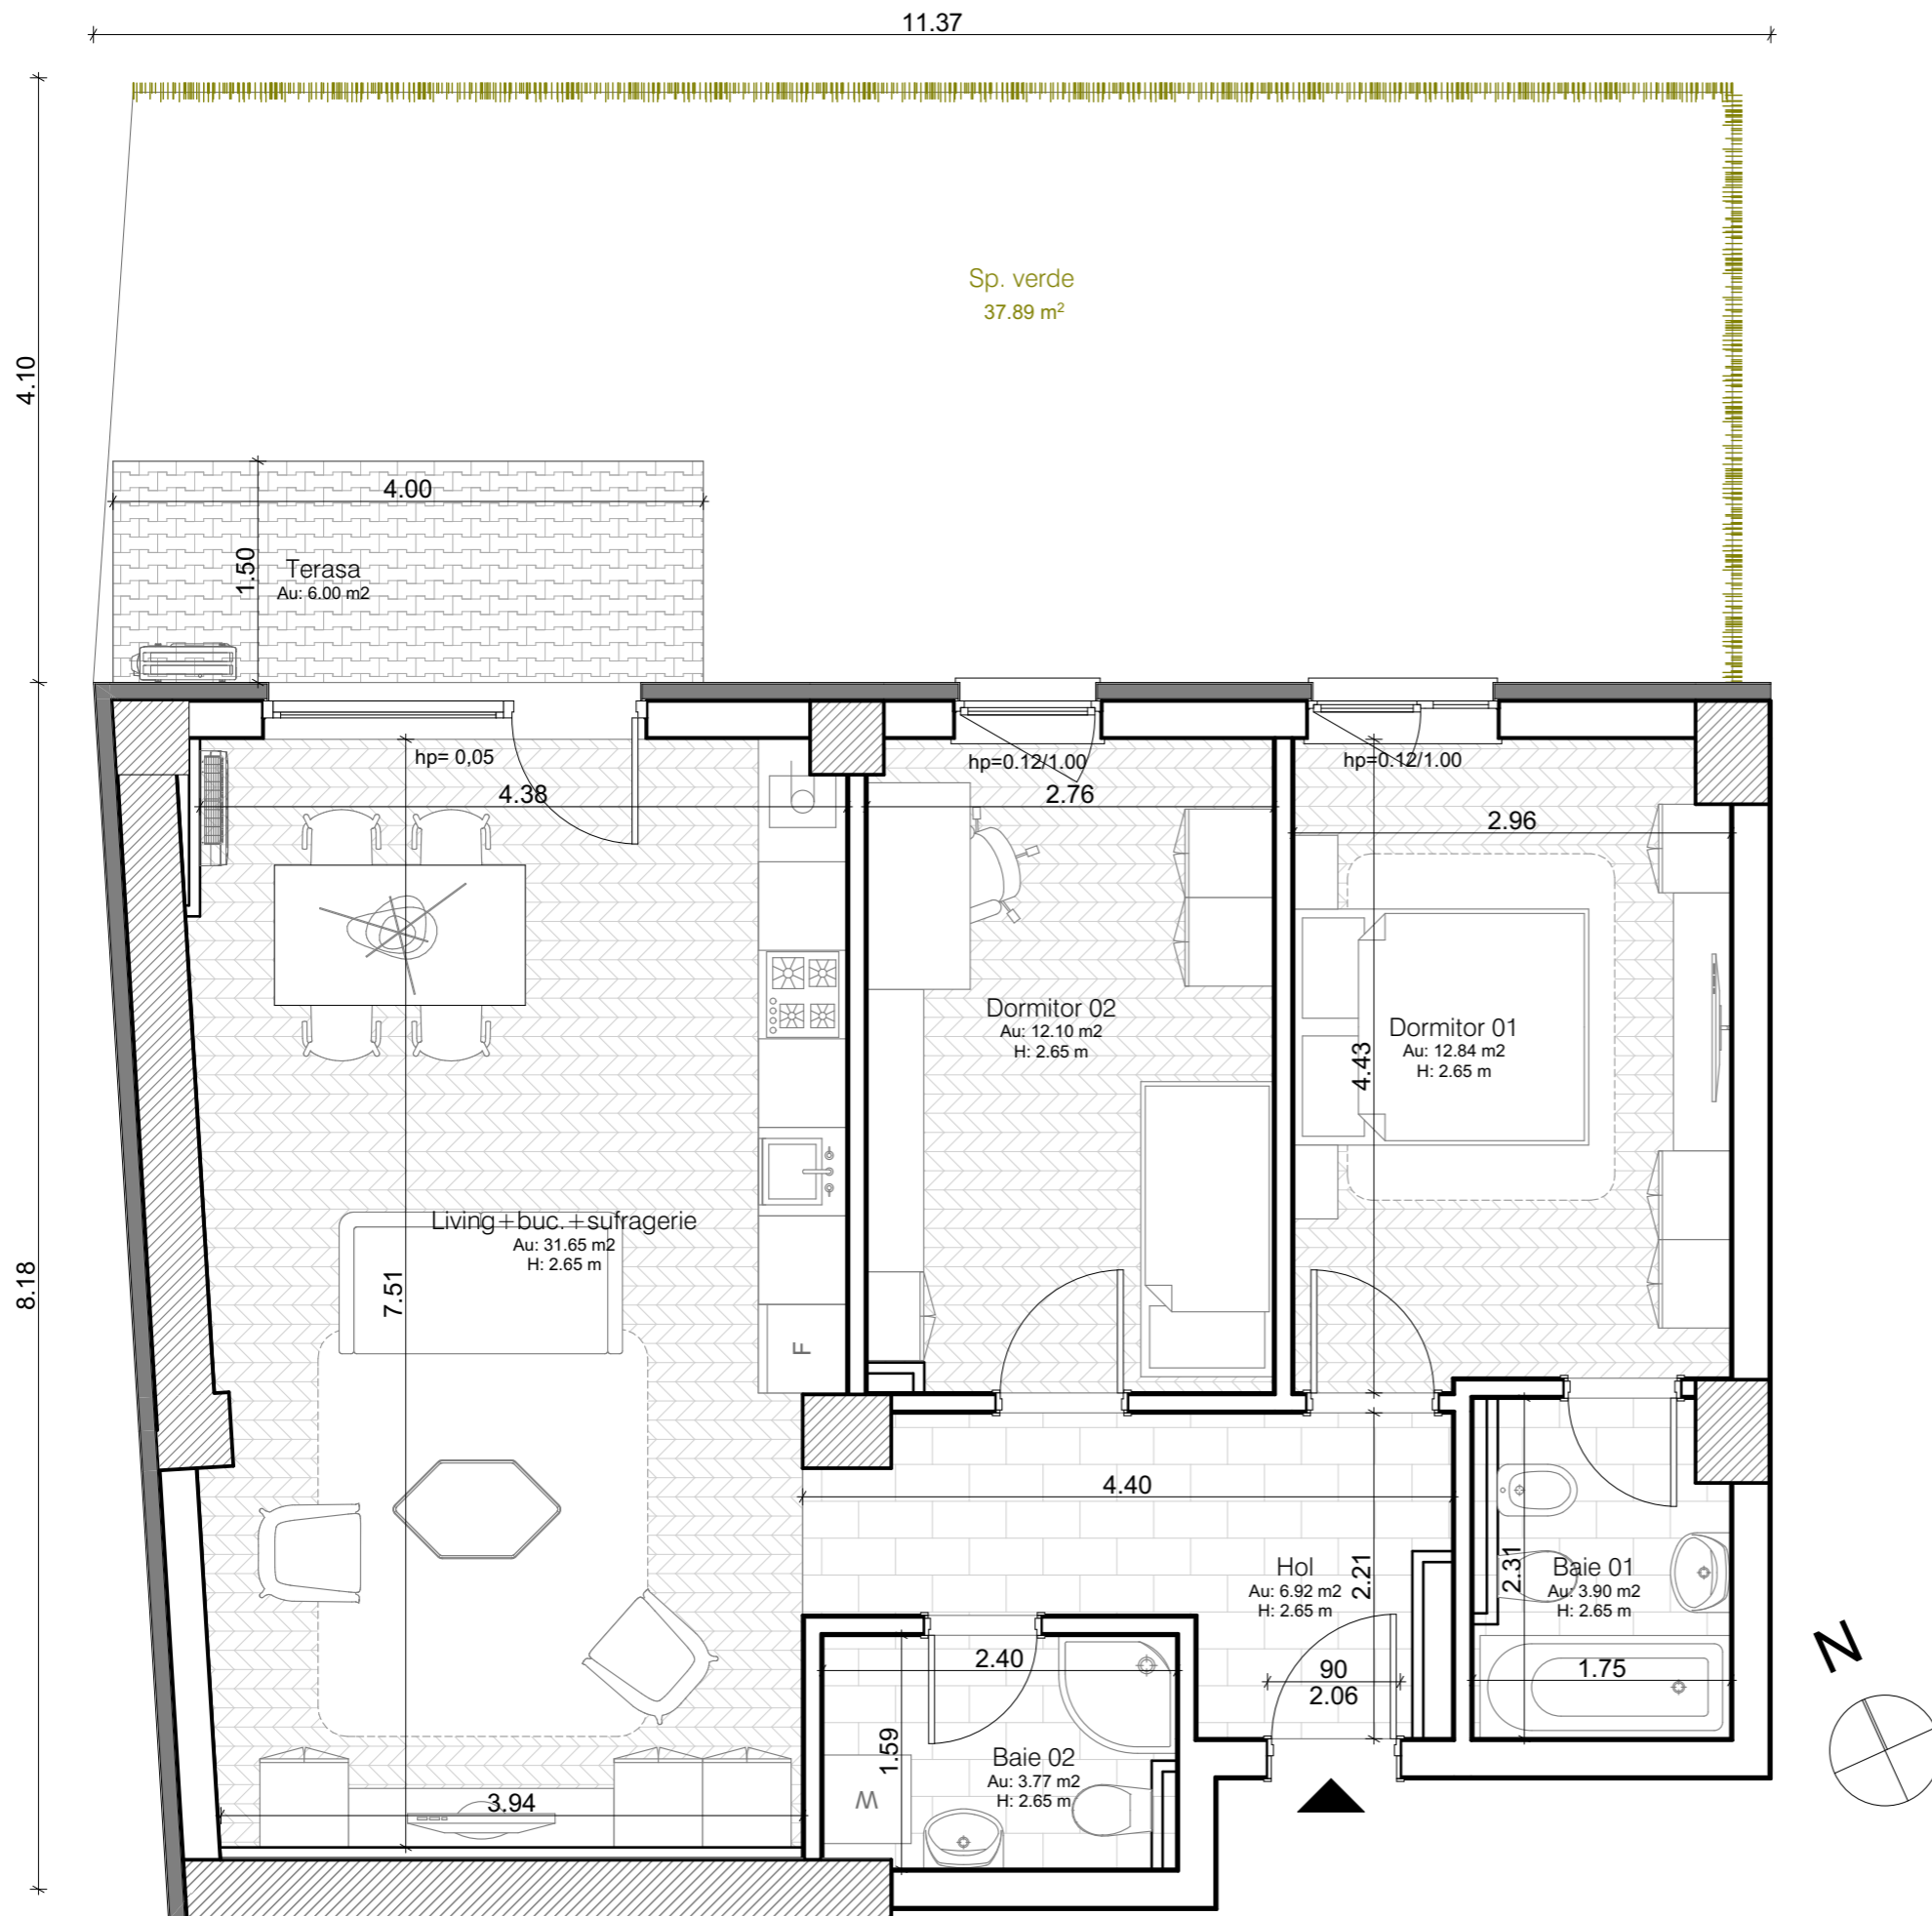 11.37
Sp. verde
37.89 m²
4.10
4.00
1.50
Terasa
Au: 6.00 m2
hp= 0,05
hp=0.12/1.00
hp=0.12/1.00
4.38
2.76
2.96
Dormitor 02
Au: 12.10 m2
H: 2.65 m
Dormitor 01
Au: 12.84 m2
H: 2.65 m
4.43
Living+buc.+sufragerie
Au: 31.65 m2
H: 2.65 m
7.51
8.18
F
4.40
Hol
Au: 6.92 m2
H: 2.65 m
2.21
2.31
Baie 01
Au: 3.90 m2
H: 2.65 m
N
2.40
90
2.06
1.75
1.59
Baie 02
Au: 3.77 m2
H: 2.65 m
W
3.94